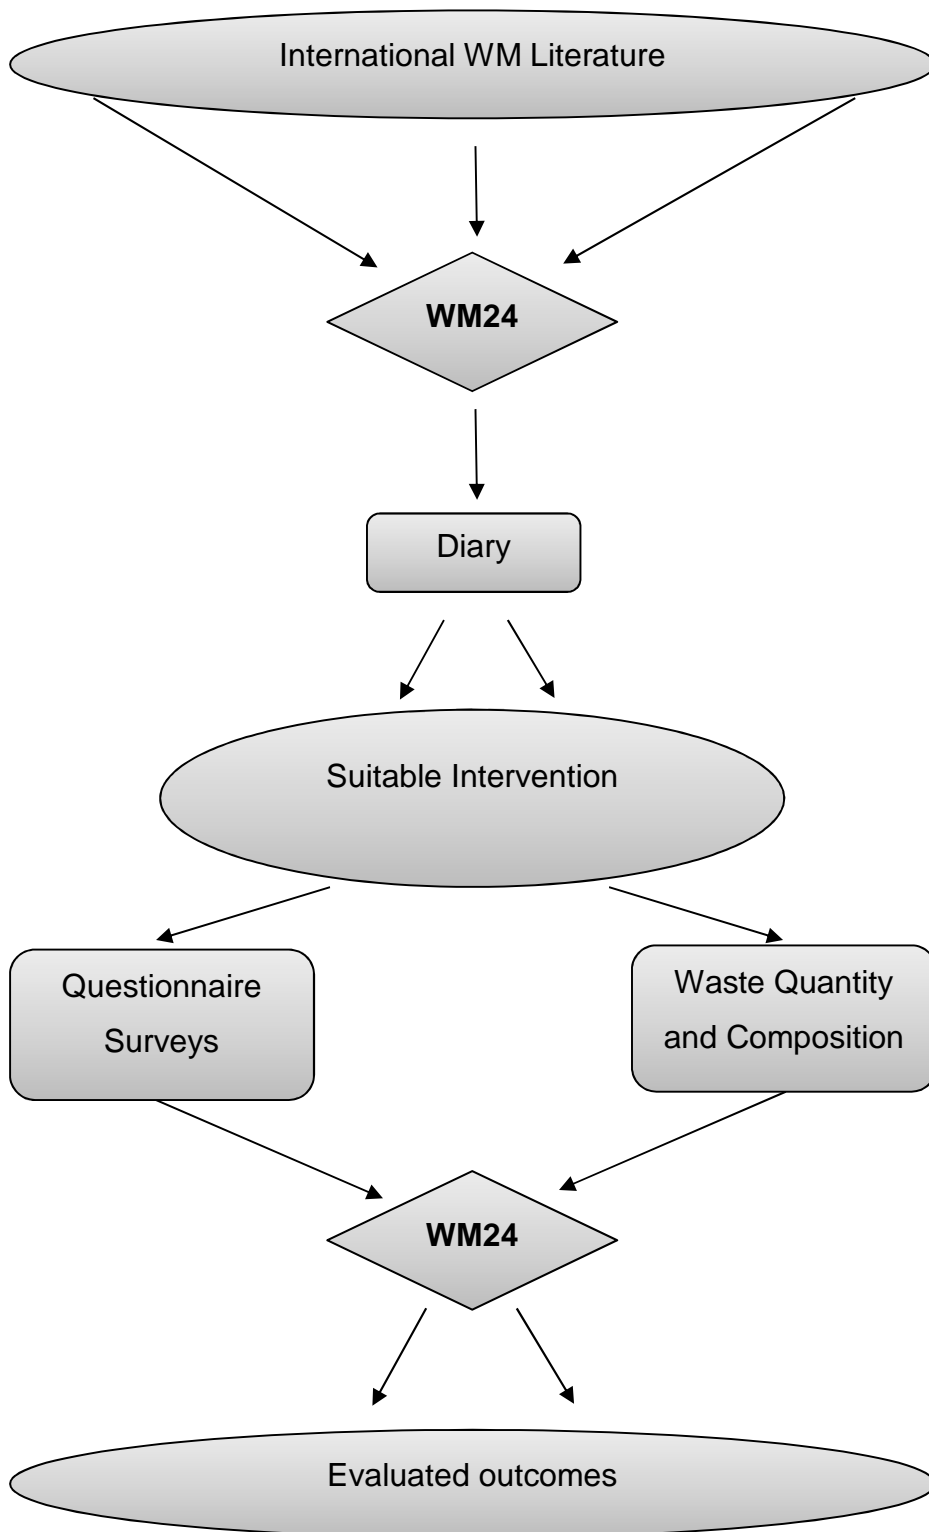 International WM Literature
WM24
Diary
Suitable Intervention
Questionnaire
Surveys
Waste Quantity
and Composition
WM24
Evaluated outcomes